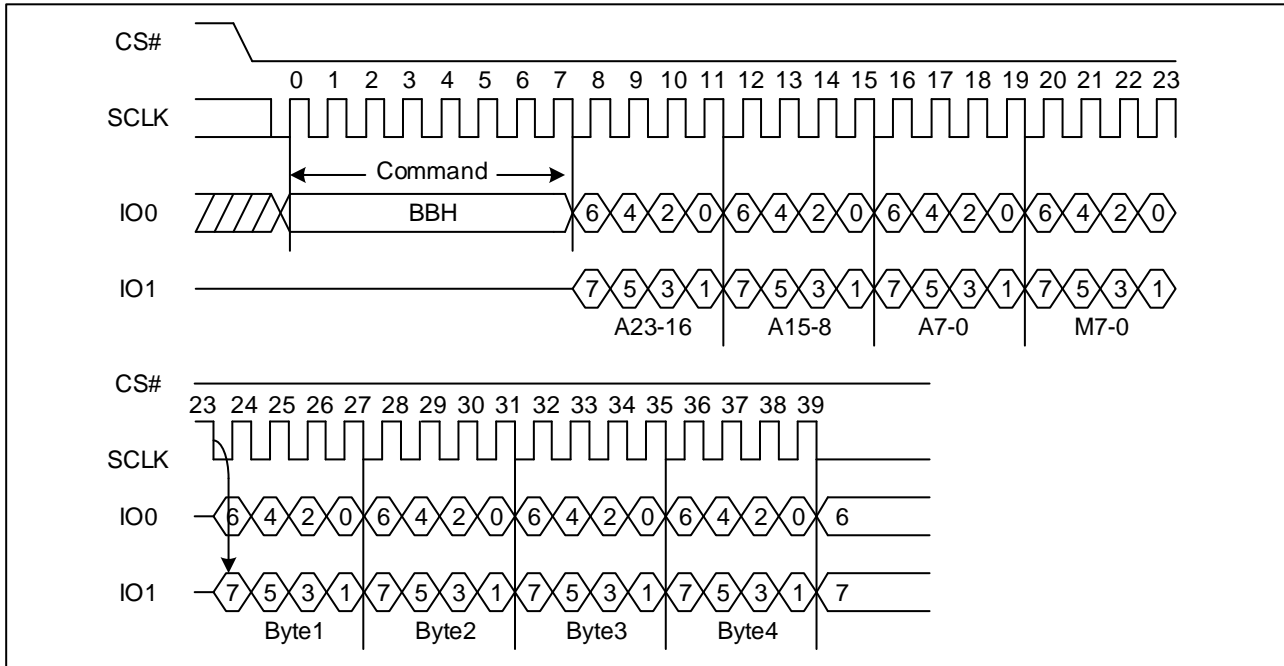 CS#
0 1 2 3 4 5 6 7 8 9 10 11 12 13 14 15 16 17 18 19 20 21 22 23
SCLK
Command
IO0 BBH 6 4 2 0 6 4 2 0 6 4 2 0 6 4 2 0
IO1 7 5 3 1 7 5 3 1 7 5 3 1 7 5 3 1
A23-16 A15-8 A7-0 M7-0
CS#
23 24 25 26 27 28 29 30 31 32 33 34 35 36 37 38 39
SCLK
IO0 6 4 2 0 6 4 2 0 6 4 2 0 6 4 2 0 6
IO1 7 5 3 1 7 5 3 1 7 5 3 1 7 5 3 1 7
Byte1 Byte2 Byte3 Byte4